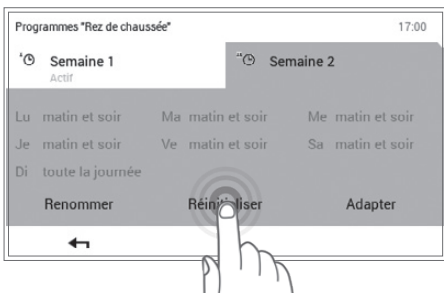 Programmes "Rez de chaussée" 17:00
Semaine 1 Semaine 2
Actif
Lu matin et soir Ma matin et soir Me matin et soir
Je matin et soir Ve matin et soir Sa matin et soir
Di toute la journée
Renommer Réinitialiser Adapter